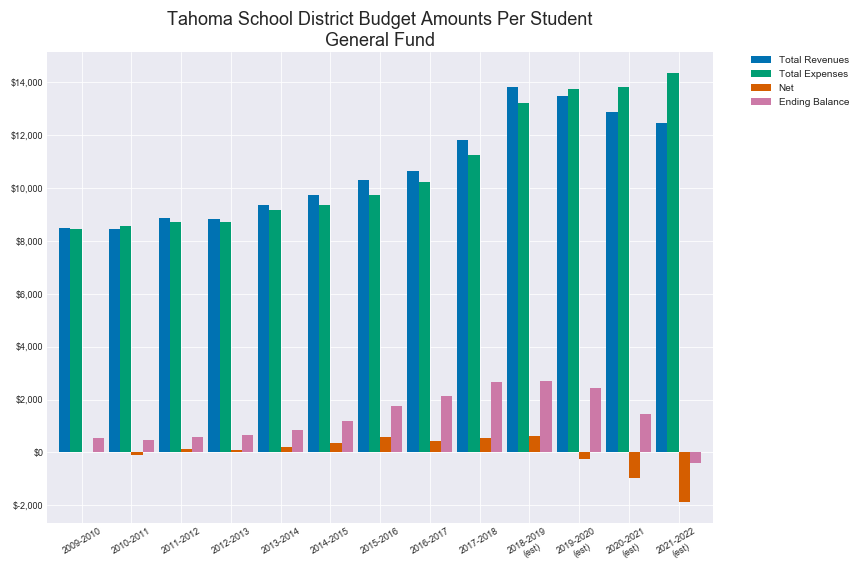 Tahoma School District Budget Amounts Per Student
General Fund
Total Revenues
Total Expenses
Net
Ending Balance
$14,000
$12,000
$10,000
$8,000
$6,000
$4,000
$2,000
$0
$-2,000
2009-2010
2010-2011
2011-2012
2012-2013
2013-2014
2014-2015
2015-2016
2016-2017
2017-2018
2018-2019
(est)
2019-2020
(est)
2020-2021
(est)
2021-2022
(est)